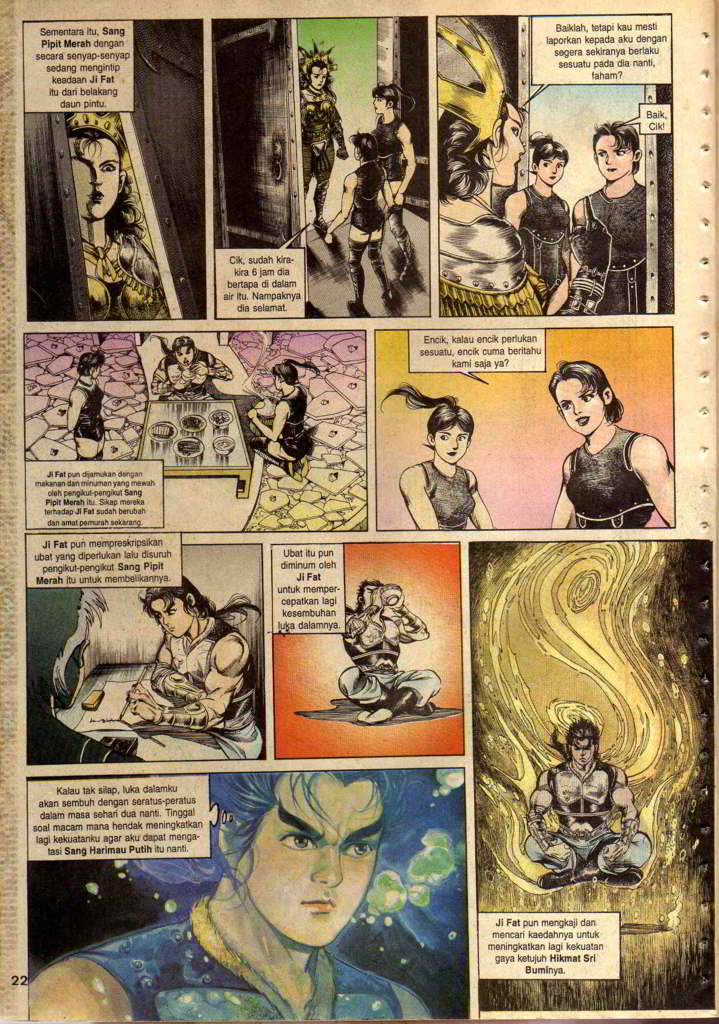 Sementara itu, Sang
Pipit Merah dengan
secara senyap-senyap
sedang mengintip
keadaan Ji Fat
itu dari belakang
daun pintu.
Cik, sudah kira-
kira 6 jam dia
bertapa di dalam
air itu. Nampaknya
dia selamat.
Baiklah, tetapi kau mesti
laporkan kepada aku dengan
segera sekiranya berlaku
sesuatu pada dia nanti,
faham?
Baik,
Cik!
Ji Fat pun dijamukan dengan
makanan dan minuman yang mewah
oleh pengikut-pengikut Sang
Pipit Merah itu. Sikap mereka
terhadap Ji Fat sudah berubah
dan amat pemurah sekarang.
Encik, kalau encik perlukan
sesuatu, encik cuma beritahu
kami saja ya?
Ji Fat pun mempreskripsikan
ubat yang diperlukan lalu disuruh
pengikut-pengikut Sang Pipit
Merah itu untuk membelikannya.
Ubat itu pun
diminum oleh
Ji Fat
untuk memper-
cepatkan lagi
kesembuhan
luka dalamnya.
Kalau tak silap, luka dalamku
akan sembuh dengan seratus-peratus
dalam masa sehari dua nanti. Tinggal
soal macam mana hendak meningkatkan
lagi kekuatanku agar aku dapat menga-
tasi Sang Harimau Putih itu nanti.
Ji Fat pun mengkaji dan
mencari kaedahnya untuk
meningkatkan lagi kekuatan
gaya ketujuh Hikmat Sri
Buminya.
22